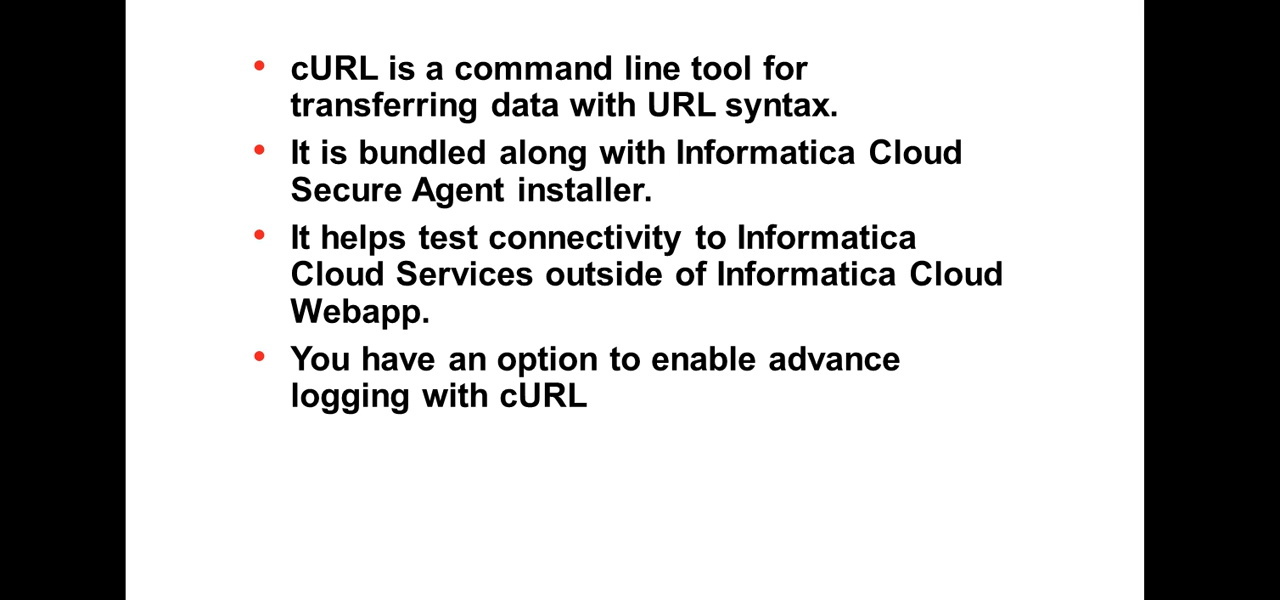 • cURL is a command line tool for
transferring data with URL syntax.
• It is bundled along with Informatica Cloud
Secure Agent installer.
• It helps test connectivity to Informatica
Cloud Services outside of Informatica Cloud
Webapp.
• You have an option to enable advance
logging with cURL